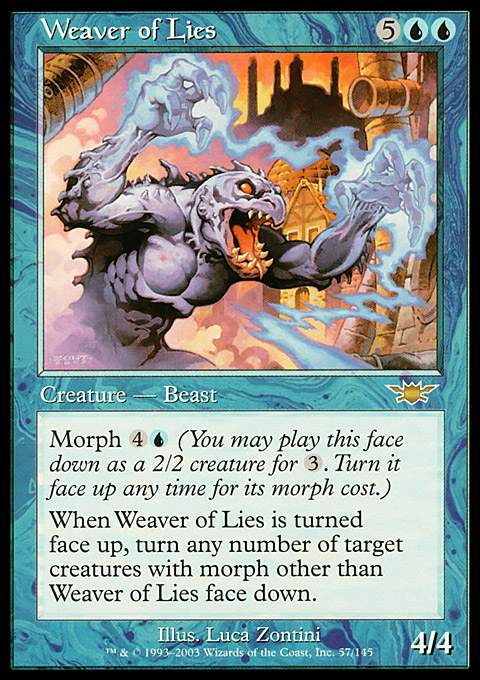 Weaver of Lies 5
ZONT.
Creature — Beast
Morph 4 (You may play this face
down as a 2/2 creature for 3. Turn it
face up any time for its morph cost.)
When Weaver of Lies is turned
face up, turn any number of target
creatures with morph other than
Weaver of Lies face down.
Illus. Luca Zontini
4/4
™ & © 1993-2003 Wizards of the Coast, Inc. 57/145